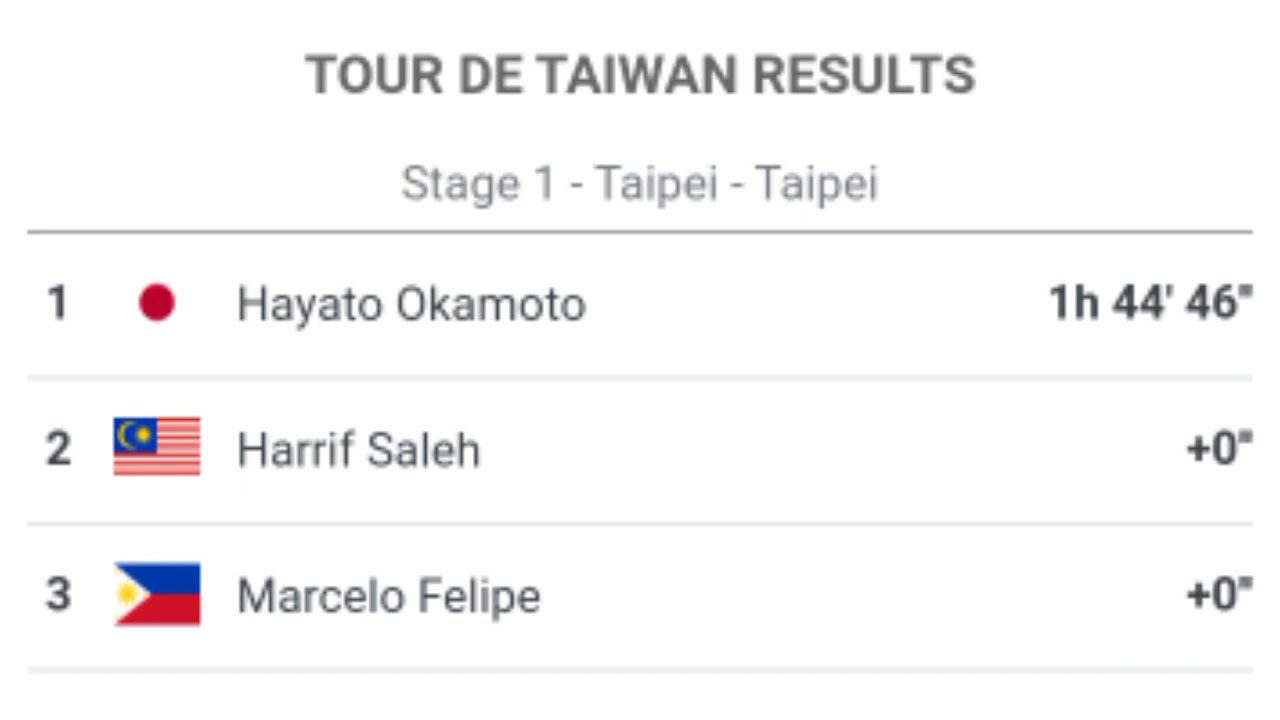 TOUR DE TAIWAN RESULTS
Stage 1 - Taipei - Taipei
1 Hayato Okamoto 1h 44' 46"
2 Harrif Saleh +0"
3 Marcelo Felipe +0"